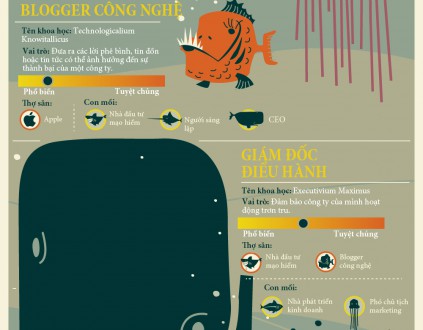 BLOGGER CÔNG NGHỆ
Tên khoa học: Technologicalium
Knowitallicus
Vai trò: Đưa ra các lời phê bình, tin đồn
hoặc tin tức có thể ảnh hưởng đến sự
thành bại của một công ty.
Phổ biến
Tuyệt chủng
Thợ săn:
Con mồi:
Apple
Nhà đầu tư
mạo hiểm
Người sáng
lập
CEO
GIÁM ĐỐC
ĐIỀU HÀNH
Tên khoa học: Executivium Maximus
Vai trò: Đảm bảo công ty của mình hoạt
động trơn tru.
Phổ biến
Tuyệt chủng
Thợ săn:
Nhà đầu tư
mạo hiểm
Blogger
công nghệ
Con mồi:
Nhà phát triển
kinh doanh
Phó chủ tịch
marketing